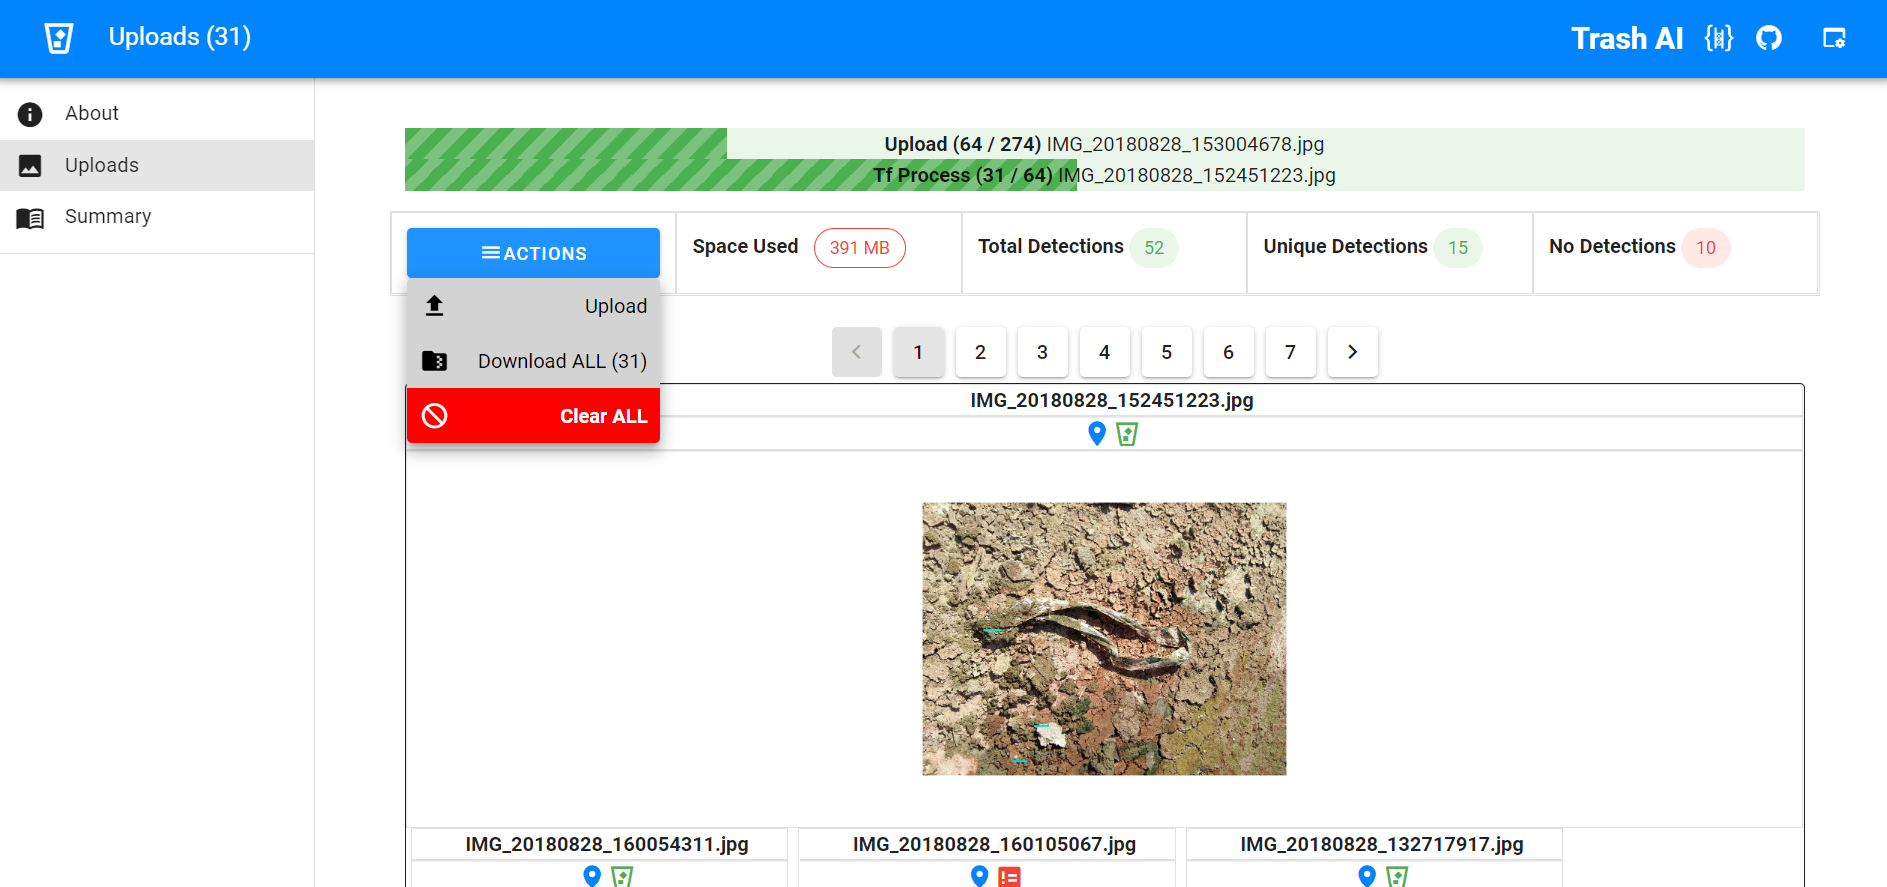 Uploads (31)
Trash AI
About
Uploads
Summary
Upload (64 / 274) IMG_20180828_153004678.jpg
Tf Process (31 / 64) IMG_20180828_152451223.jpg
ACTIONS
Space Used 391 MB
Total Detections 52
Unique Detections 15
No Detections 10
Upload
Download ALL (31)
Clear ALL
1 2 3 4 5 6 7
IMG_20180828_152451223.jpg
IMG_20180828_160054311.jpg
IMG_20180828_160105067.jpg
IMG_20180828_132717917.jpg